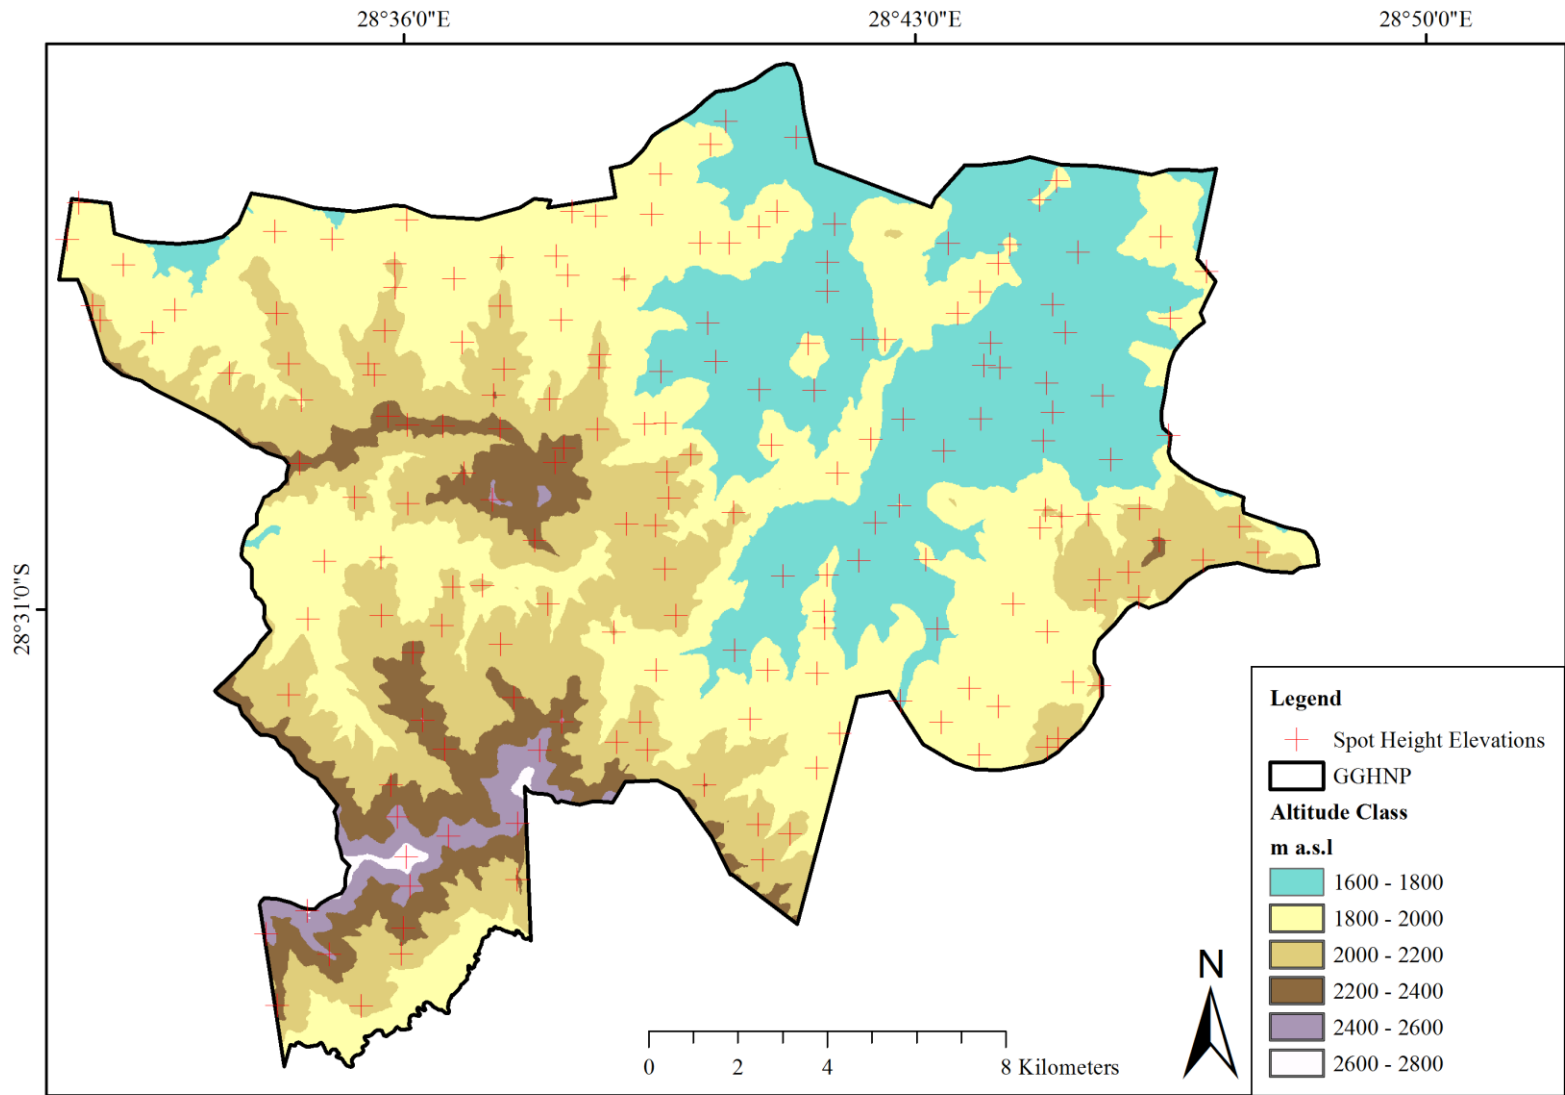 28°36'0"E 28°43'0"E 28°50'0"E
28°31'0"S
Legend
Spot Height Elevations
GGHNP
Altitude Class
m a.s.l
1600 - 1800
1800 - 2000
2000 - 2200
2200 - 2400
2400 - 2600
2600 - 2800
N
0 2 4 8 Kilometers